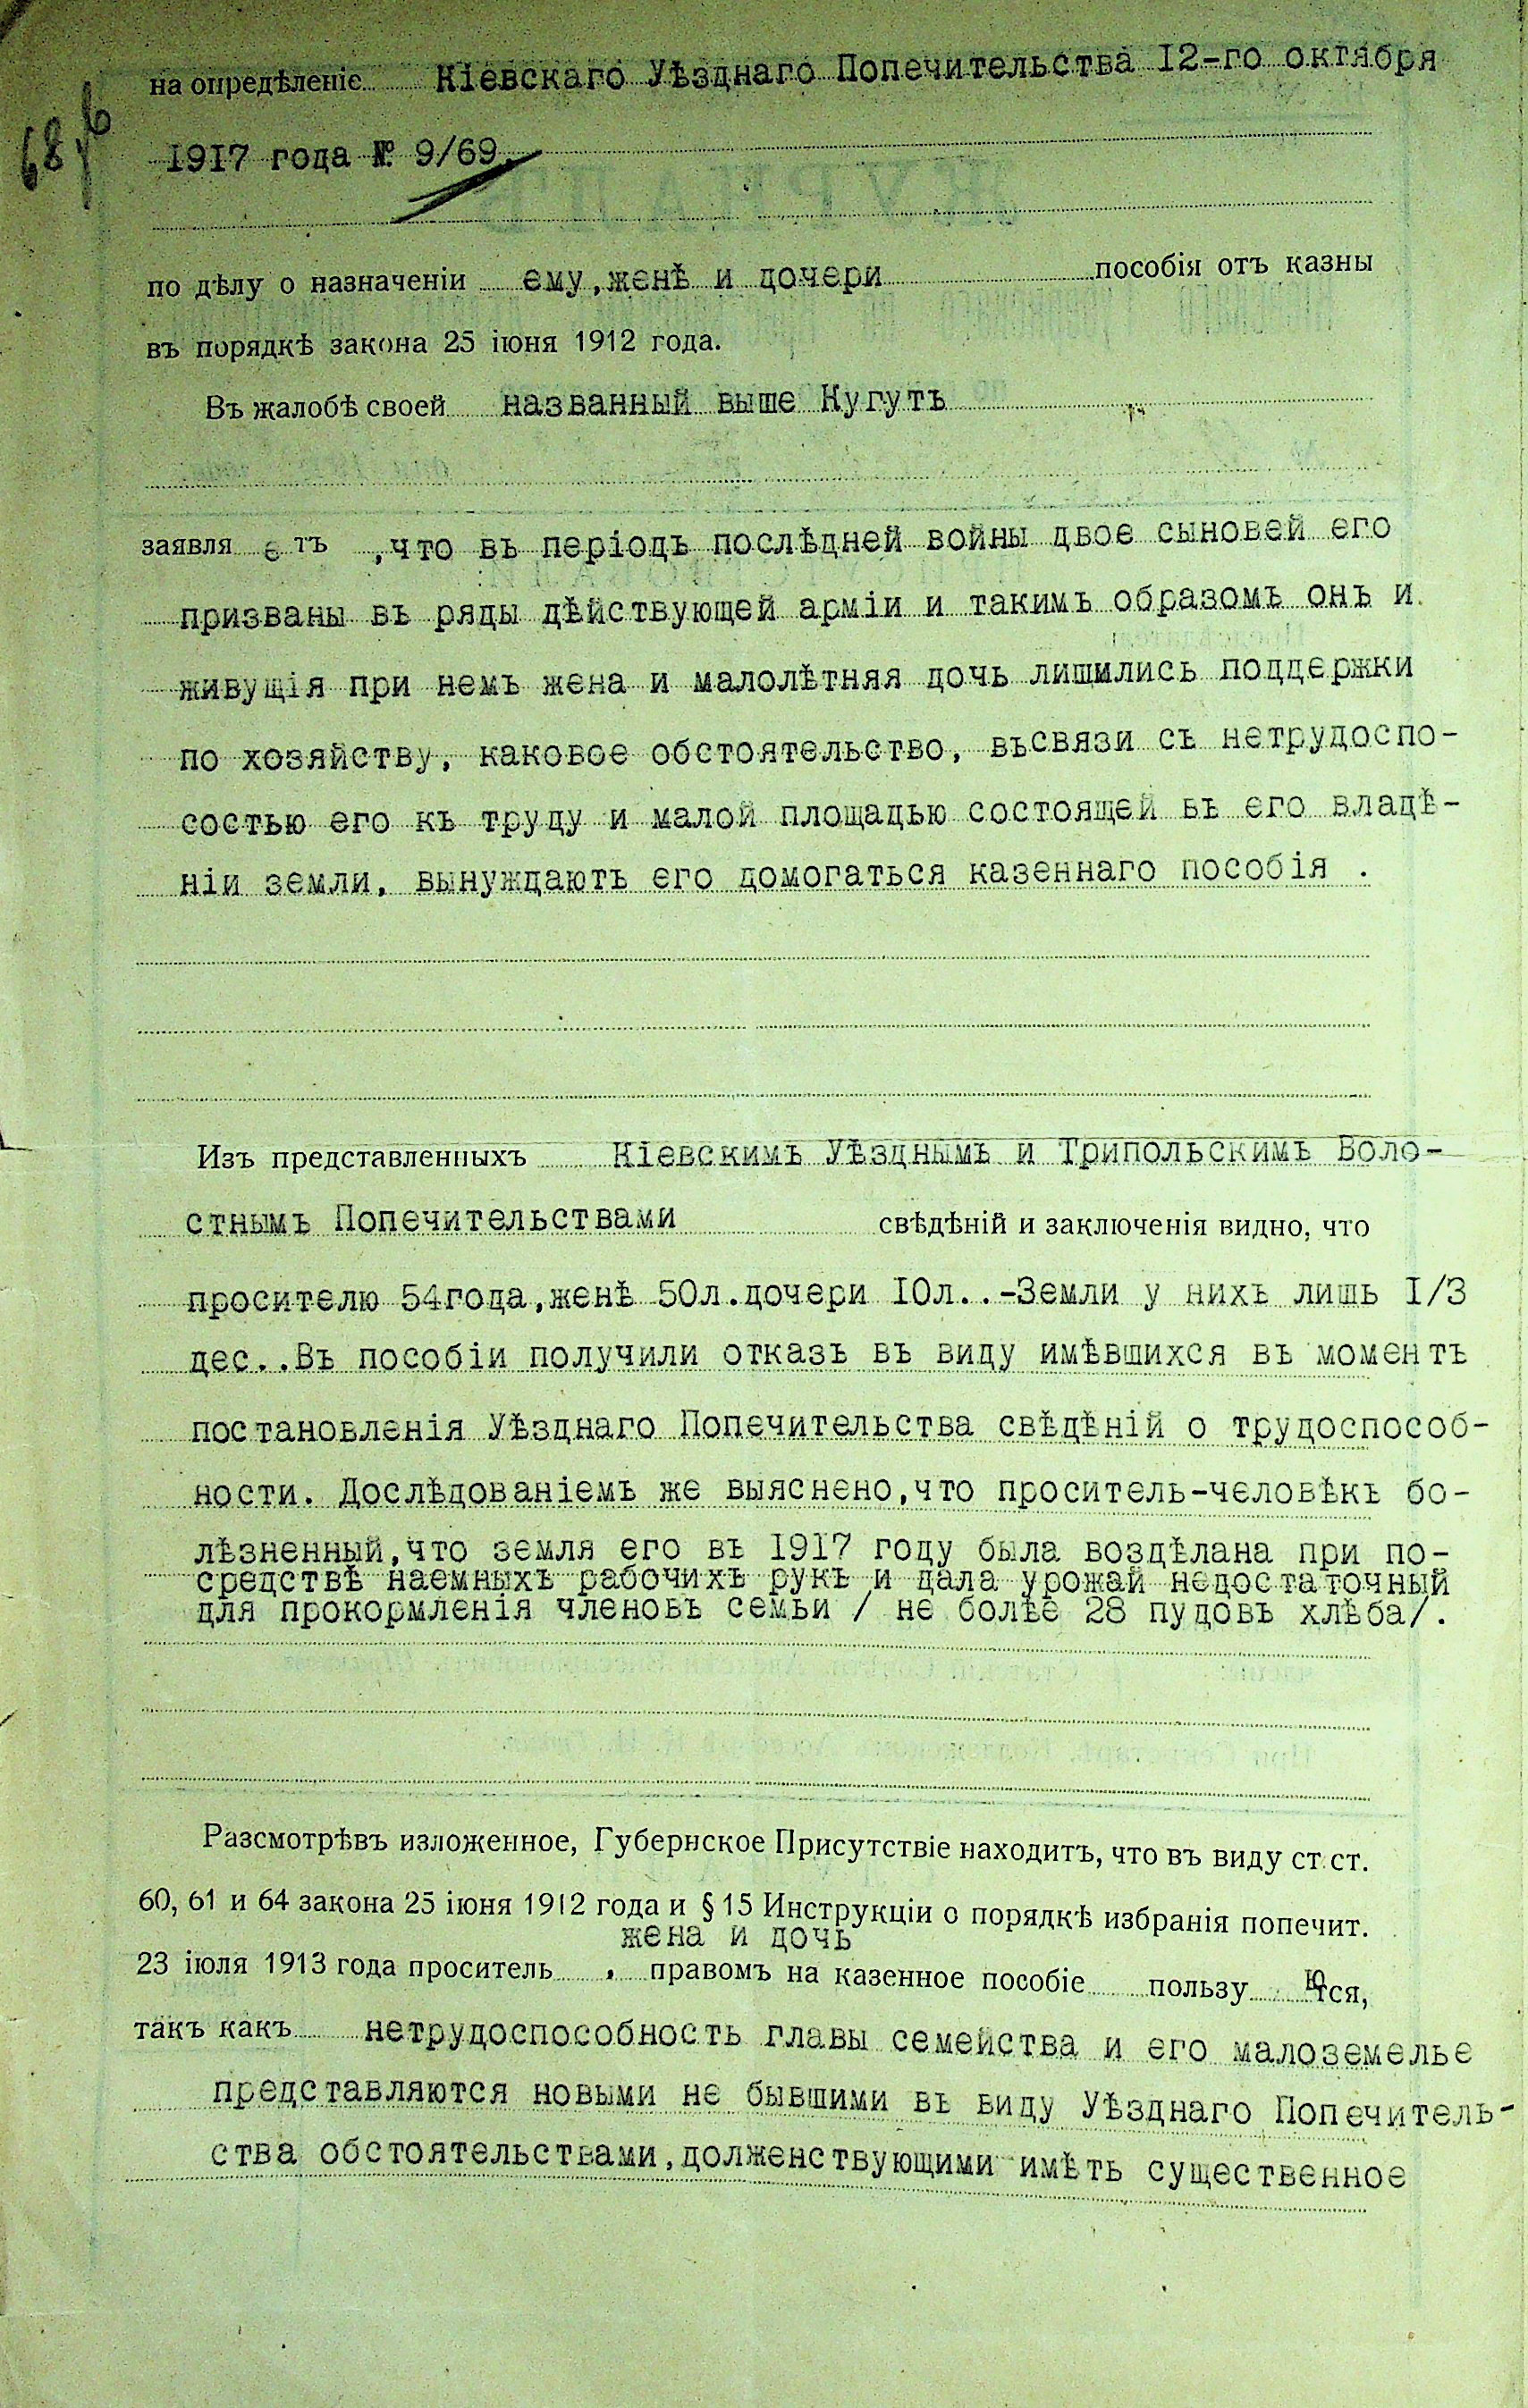 на опредѣленіе Кіевскаго Уѣзднаго Попечительства I2-го октября
1917 года № 9/69.
по дѣлу о назначеніи ему,женѣ и дочери пособія отъ казны
въ порядкѣ закона 25 іюня 1912 года.
Въ жалобѣ своей названный выше Кугутъ
заявля е тъ ,что въ періодъ послѣдней войны двое сыновей его
призваны въ ряды дѣйствующей арміи и такимъ образомъ онъ и
живущія при немъ жена и малолѣтняя дочь лишились поддержки
по хозяйству, каковое обстоятельство, въсвязи съ нетрудоспо-
состью его къ труду и малой площадью состоящей въ его владѣ-
ніи земли, вынуждаютъ его домогаться казеннаго пособія .
Изъ представленныхъ Кіевскимъ Уѣзднымъ и Трипольскимъ Воло-
стнымъ Попечительствами свѣдѣній и заключенія видно, что
просителю 54года,женѣ 50л.дочери I0л..-Земли у нихъ лишь I/3
дес..Въ пособіи получили отказъ въ виду имѣвшихся въ моментъ
постановленія Уѣзднаго Попечительства свѣдѣній о трудоспособ-
ности. Дослѣдованіемъ же выяснено,что проситель-человѣкъ бо-
лѣзненный,что земля его въ 1917 году была воздѣлана при по-
средствѣ наемныхъ рабочихъ рукъ и дала урожай недостаточный
для прокормленія членовъ семьи / не болѣе 28 пудовъ хлѣба/.
Разсмотрѣвъ изложенное, Губернское Присутствіе находитъ, что въ виду ст.ст.
60, 61 и 64 закона 25 іюня 1912 года и § 15 Инструкціи о порядкѣ избранія попечит.
жена и дочь
23 іюля 1913 года проситель , правомъ на казенное пособіе пользу ются,
такъ какъ нетрудоспособность главы семейства и его малоземелье
представляются новыми не бывшими въ виду Уѣзднаго Попечитель-
ства обстоятельствами,долженствующими имѣть существенное